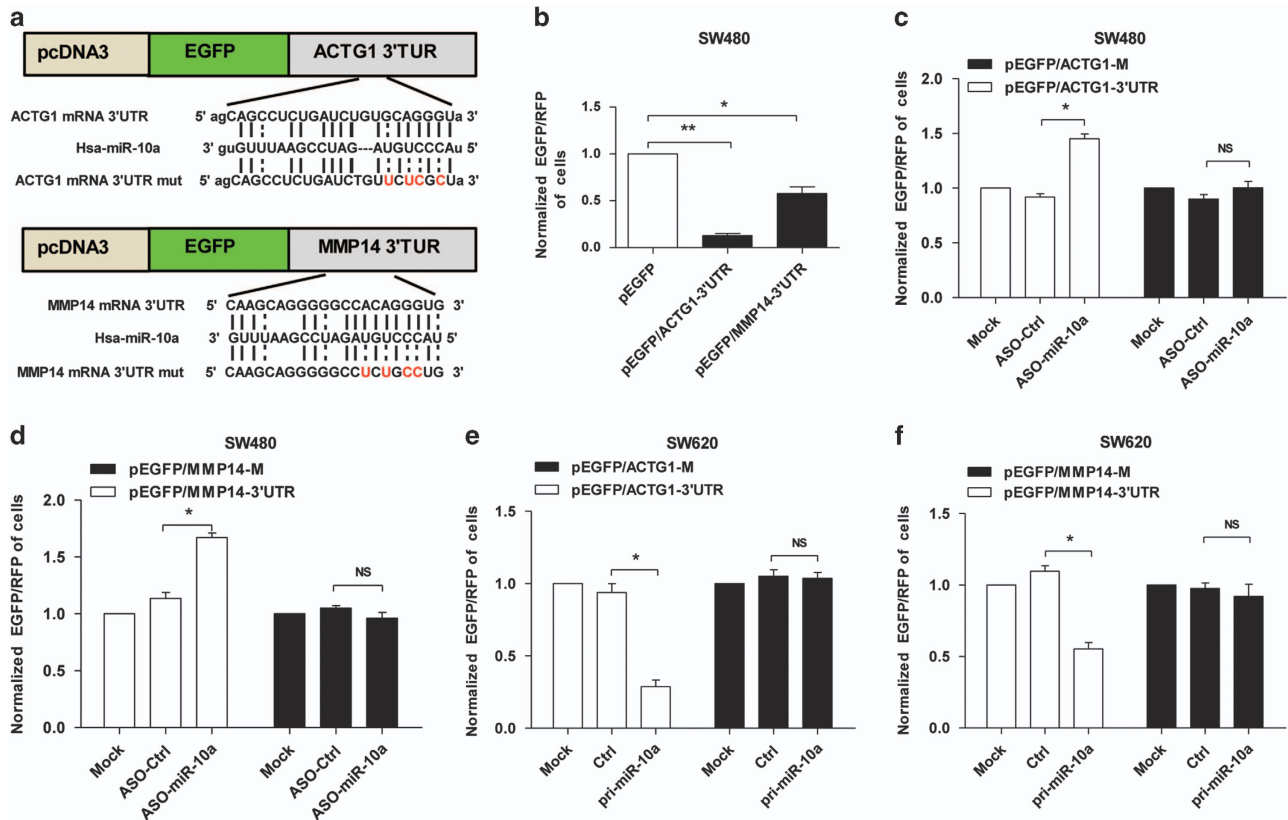 a
pcDNA3 EGFP ACTG1 3'TUR
ACTG1 mRNA 3'UTR 5' agCAGCCUCUGAUCUGUGCAGGGUa 3'
Hsa-miR-10a 3' guGUUUAAGCCUAG---AUGUCCCAu 5'
ACTG1 mRNA 3'UTR mut 5' agCAGCCUCUGAUCTGUUCUCGCUa 3'
pcDNA3 EGFP MMP14 3'TUR
MMP14 mRNA 3'UTR 5' CAAGCAGGGGGCCACAGGGUG 3'
Hsa-miR-10a 3' GUUUAAGCCUAGAUGUCCCAU 5'
MMP14 mRNA 3'UTR mut 5' CAAGCAGGGGGCCUCUGCCUG 3'
b
SW480
Normalized EGFP/RFP
of cells
1.5
1.0
0.5
0.0
*
**
pEGFP
pEGFP/ACTG1-3'UTR
pEGFP/MMP14-3'UTR
c
SW480
pEGFP/ACTG1-M
pEGFP/ACTG1-3'UTR
Normalized EGFP/RFP of cells
2.0
1.5
1.0
0.5
0.0
*
NS
Mock
ASO-Ctrl
ASO-miR-10a
Mock
ASO-Ctrl
ASO-miR-10a
d
SW480
pEGFP/MMP14-M
pEGFP/MMP14-3'UTR
Normalized EGFP/RFP of cells
2.0
1.5
1.0
0.5
0.0
*
NS
Mock
ASO-Ctrl
ASO-miR-10a
Mock
ASO-Ctrl
ASO-miR-10a
e
SW620
pEGFP/ACTG1-M
pEGFP/ACTG1-3'UTR
Normalized EGFP/RFP of cells
1.5
1.0
0.5
0.0
*
NS
Mock
Ctrl
pri-miR-10a
Mock
Ctrl
pri-miR-10a
f
SW620
pEGFP/MMP14-M
pEGFP/MMP14-3'UTR
Normalized EGFP/RFP of cells
1.5
1.0
0.5
0.0
*
NS
Mock
Ctrl
pri-miR-10a
Mock
Ctrl
pri-miR-10a